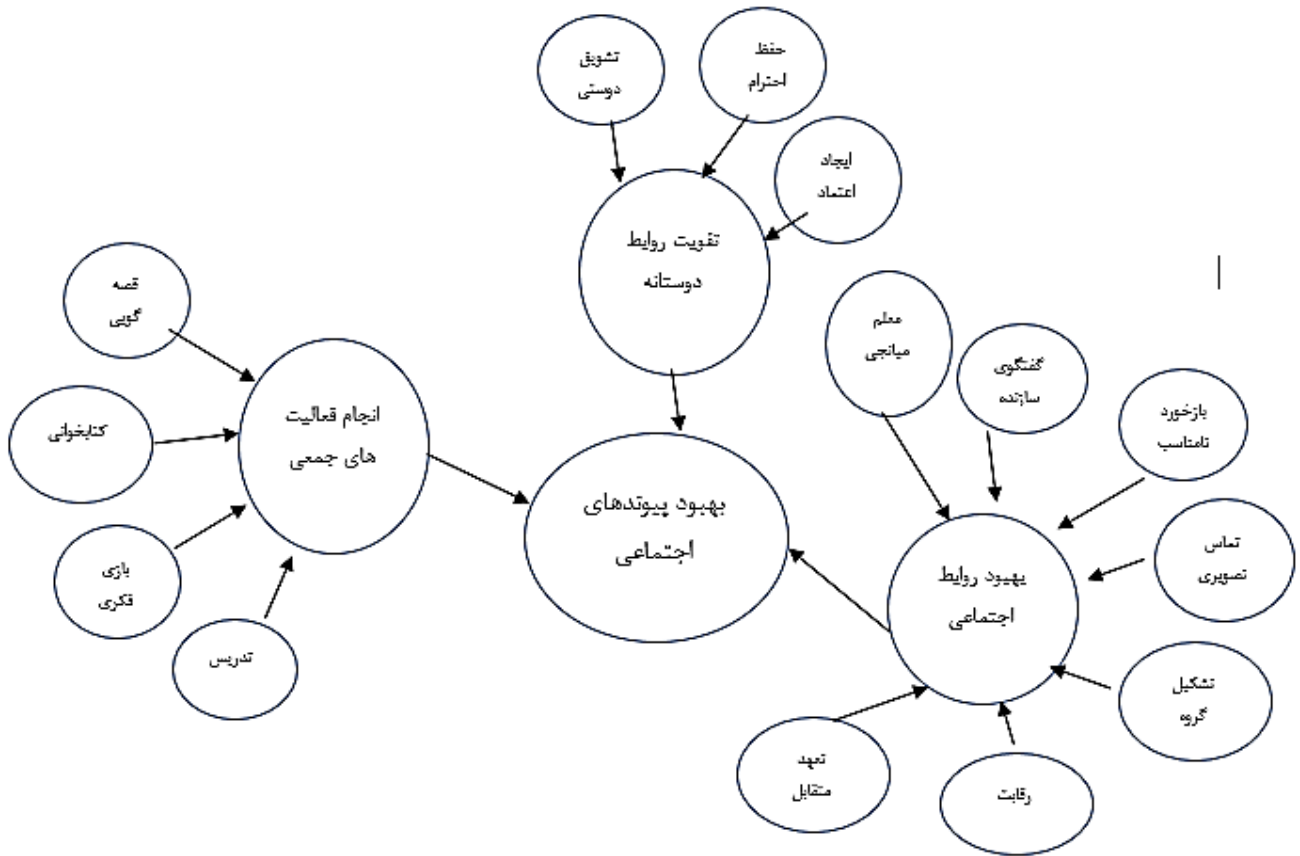 تشویق
دوستی
حفظ
احترام
ایجاد
اعتماد
تقویت روابط
دوستانه
معلم
میانجی
گفتگوی
سازنده
بازخورد
نامناسب
تماس
تصویری
تشکیل
گروه
رقابت
تعهد
متقابل
بهبود روابط
اجتماعی
قصه
گویی
کتابخوانی
بازی
فکری
تدریس
انجام فعالیت
های جمعی
بهبود پیوندهای
اجتماعی